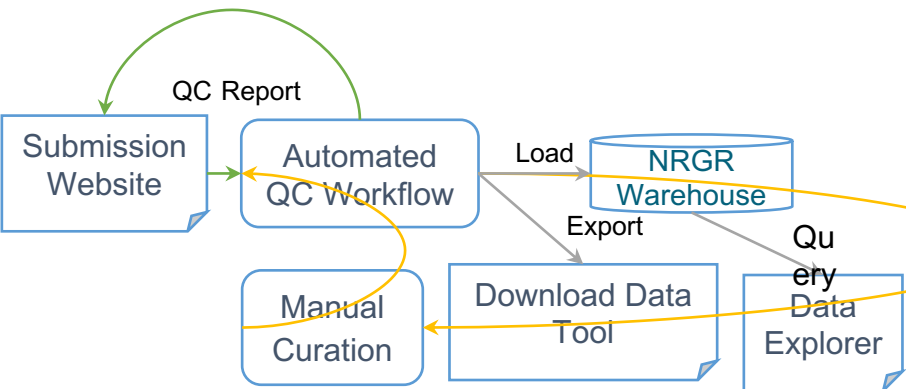 QC Report
Submission
Website
Automated
QC Workflow
Load
NRGR
Warehouse
Export
Qu
ery
Manual
Curation
Download Data
Tool
Data
Explorer